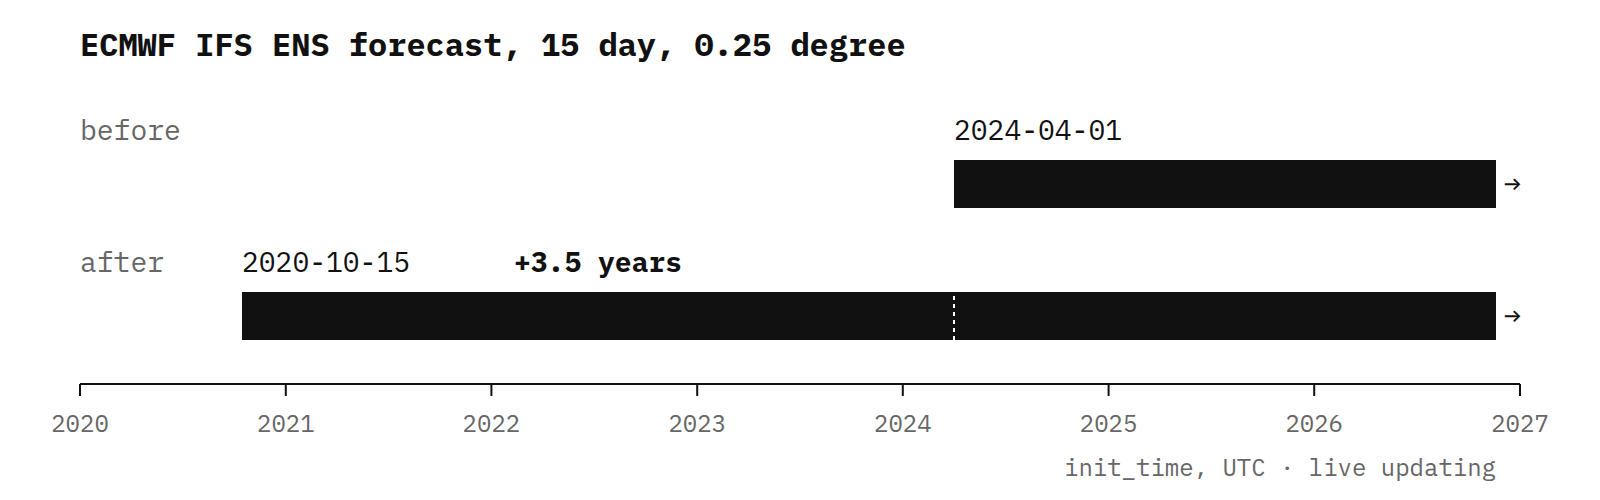 ECMWF IFS ENS forecast, 15 day, 0.25 degree
before
2024-04-01
→
after
2020-10-15
+3.5 years
→
2020 2021 2022 2023 2024 2025 2026 2027
init_time, UTC · live updating